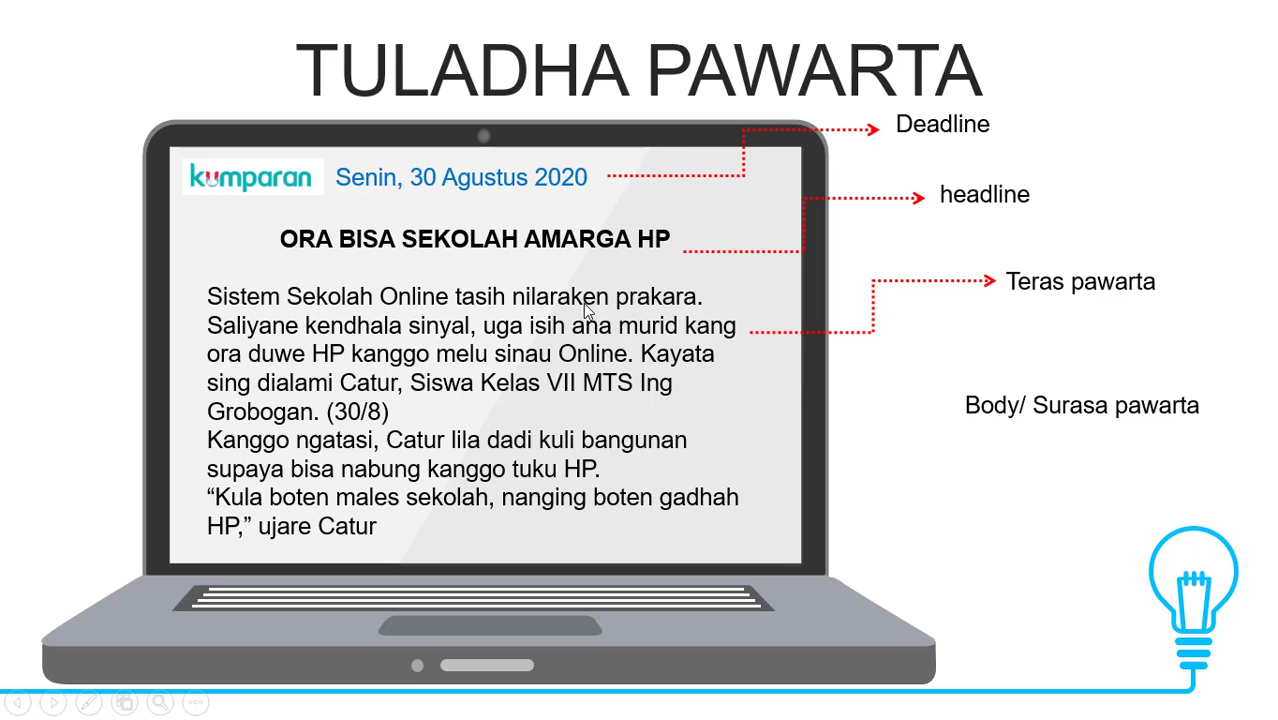 TULADHA PAWARTA
Deadline
kumparan
Senin, 30 Agustus 2020
headline
ORA BISA SEKOLAH AMARGA HP
Teras pawarta
Sistem Sekolah Online tasih nilaraken prakara.
Saliyane kendhala sinyal, uga isih ana murid kang
ora duwe HP kanggo melu sinau Online. Kayata
sing dialami Catur, Siswa Kelas VII MTS Ing
Grobogan. (30/8)
Kanggo ngatasi, Catur lila dadi kuli bangunan
supaya bisa nabung kanggo tuku HP.
“Kula boten males sekolah, nanging boten gadhah
HP,” ujare Catur
Body/ Surasa pawarta